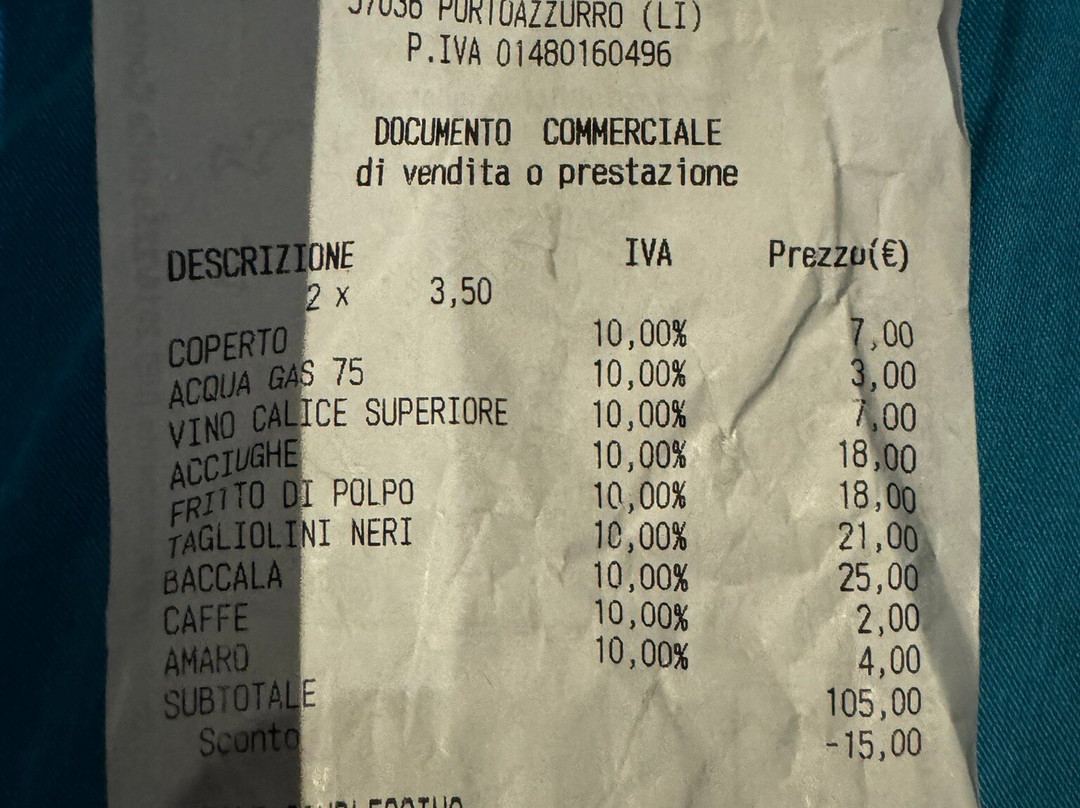 57036 PORTOAZZURRO (LI)
P.IVA 01480160496
DOCUMENTO COMMERCIALE
di vendita o prestazione
DESCRIZIONE IVA Prezzo(€)
2 x 3,50
COPERTO 10,00% 7,00
ACQUA GAS 75 10,00% 3,00
VINO CALICE SUPERIORE 10,00% 7,00
ACCIUGHE 10,00% 18,00
FRITTO DI POLPO 10,00% 18,00
TAGLIOLINI NERI 10,00% 21,00
BACCALA 10,00% 25,00
CAFFE 10,00% 2,00
AMARO 10,00% 4,00
SUBTOTALE 105,00
Sconto -15,00